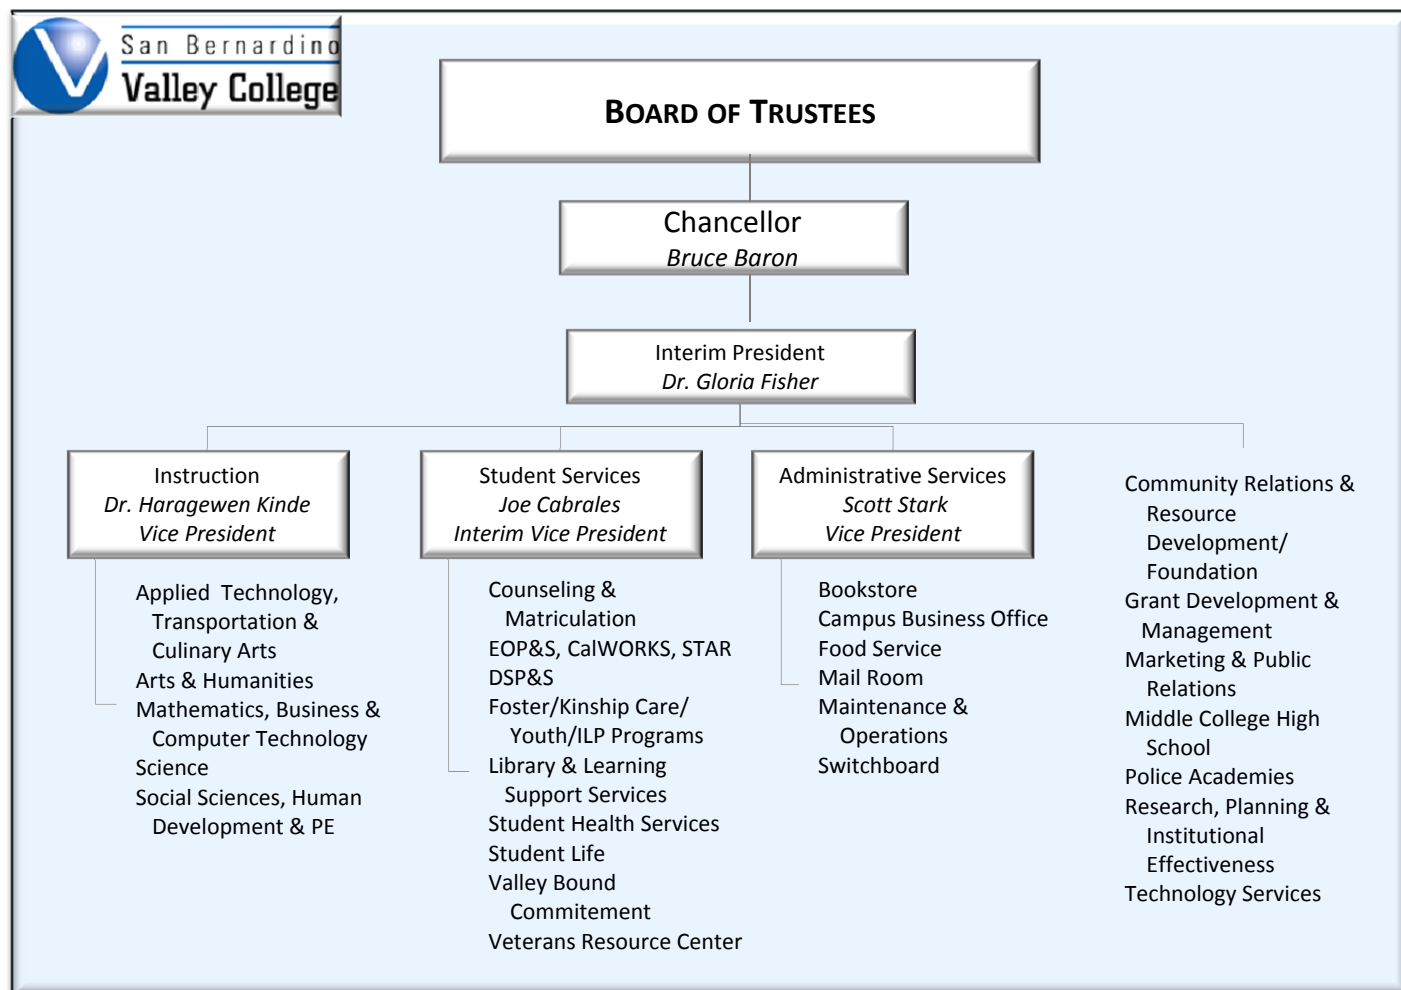 San Bernardino
Valley College
BOARD OF TRUSTEES
Chancellor
Bruce Baron
Interim President
Dr. Gloria Fisher
Instruction
Dr. Haragewen Kinde
Vice President
Applied  Technology,
Transportation &
Culinary Arts
Arts & Humanities
Mathematics, Business &
Computer Technology
Science
Social Sciences, Human
Development & PE
Student Services
Joe Cabrales
Interim Vice President
Counseling &
Matriculation
EOP&S, CalWORKS, STAR
DSP&S
Foster/Kinship Care/
Youth/ILP Programs
Library & Learning
Support Services
Student Health Services
Student Life
Valley Bound
Commitement
Veterans Resource Center
Administrative Services
Scott Stark
Vice President
Bookstore
Campus Business Office
Food Service
Mail Room
Maintenance &
Operations
Switchboard
Community Relations &
Resource
Development/
Foundation
Grant Development &
Management
Marketing & Public
Relations
Middle College High
School
Police Academies
Research, Planning &
Institutional
Effectiveness
Technology Services